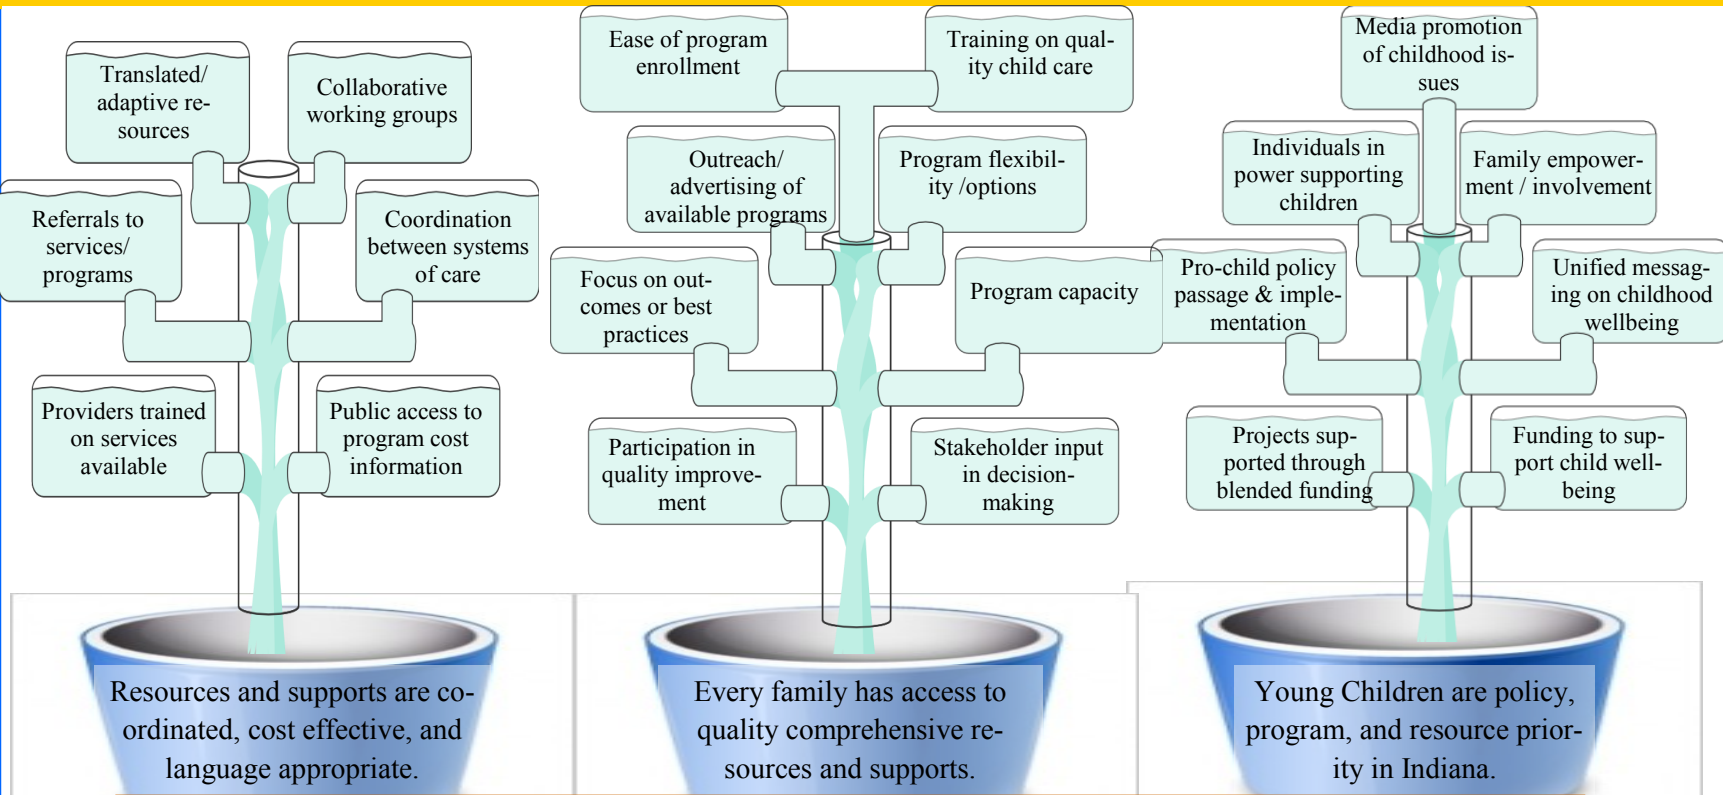 Translated/
adaptive re-
sources
Collaborative
working groups
Referrals to
services/
programs
Coordination
between systems
of care
Providers trained
on services
available
Public access to
program cost
information
Resources and supports are co-
ordinated, cost effective, and
language appropriate.
Ease of program
enrollment
Training on qual-
ity child care
Outreach/
advertising of
available programs
Program flexibil-
ity /options
Focus on out-
comes or best
practices
Program capacity
Participation in
quality improve-
ment
Stakeholder input
in decision-
making
Every family has access to
quality comprehensive re-
sources and supports.
Media promotion
of childhood is-
sues
Individuals in
power supporting
children
Family empower-
ment / involvement
Pro-child policy
passage & imple-
mentation
Unified messag-
ing on childhood
wellbeing
Projects sup-
ported through
blended funding
Funding to sup-
port child well-
being
Young Children are policy,
program, and resource prior-
ity in Indiana.